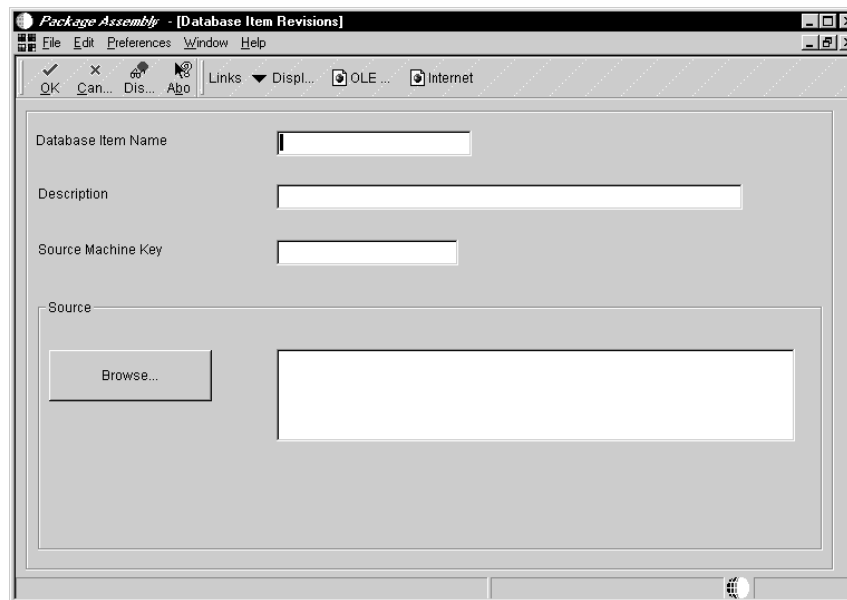 Package Assembly - [Database Item Revisions]
File Edit Preferences Window Help
OK Can... Dis... Abo Links Displ... OLE ... Internet
Database Item Name
Description
Source Machine Key
Source
Browse...